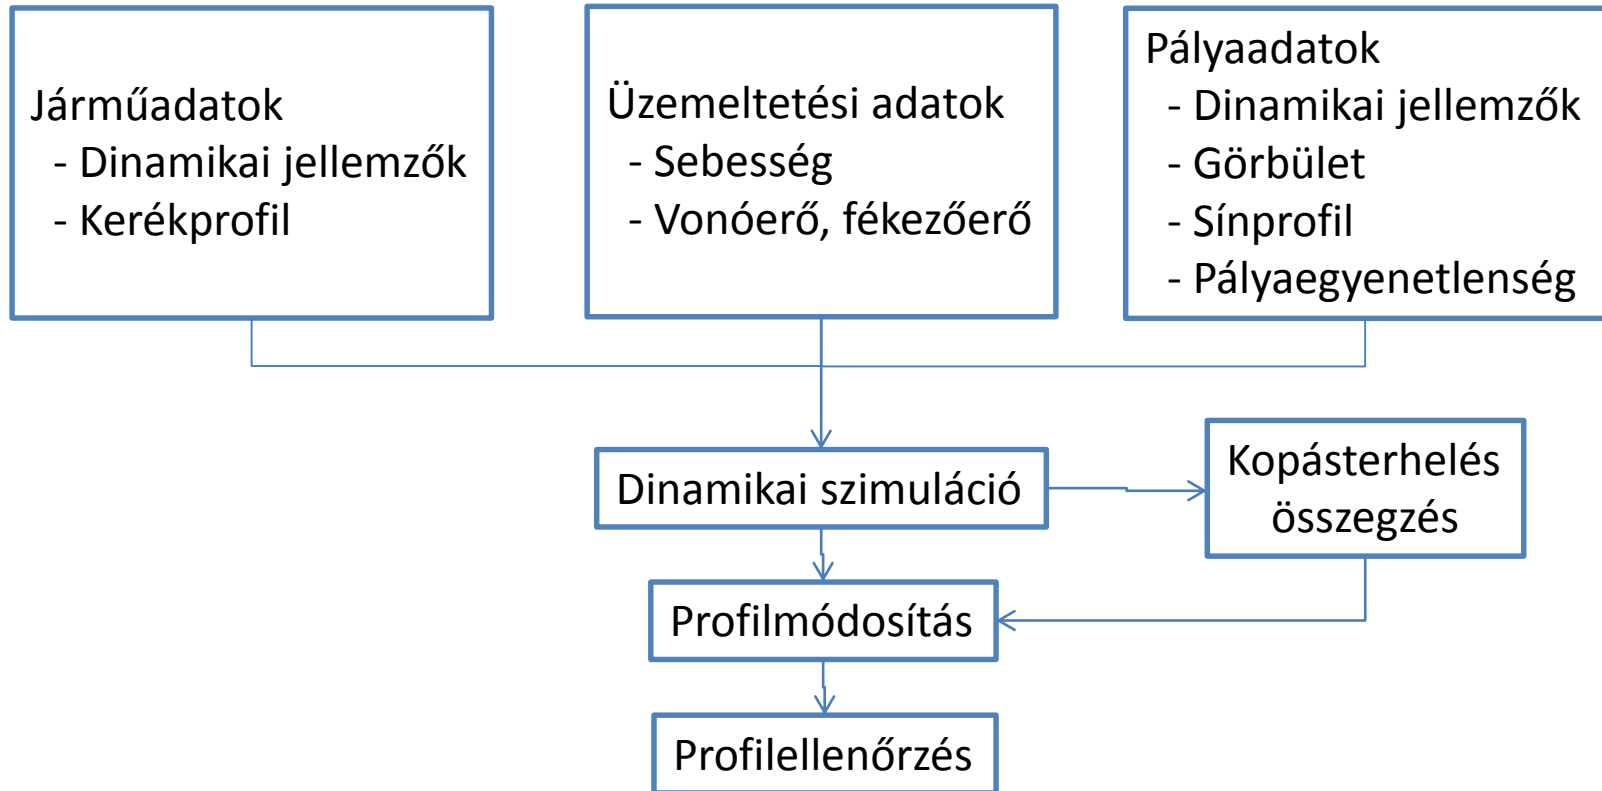 Járműadatok
- Dinamikai jellemzők
- Kerékprofil
Üzemeltetési adatok
- Sebesség
- Vonóerő, fékezőerő
Pályaadatok
- Dinamikai jellemzők
- Görbület
- Sínprofil
- Pályaegyenetlenség
Dinamikai szimuláció
Kopásterhelés
összegzés
Profilmódosítás
Profilellenőrzés